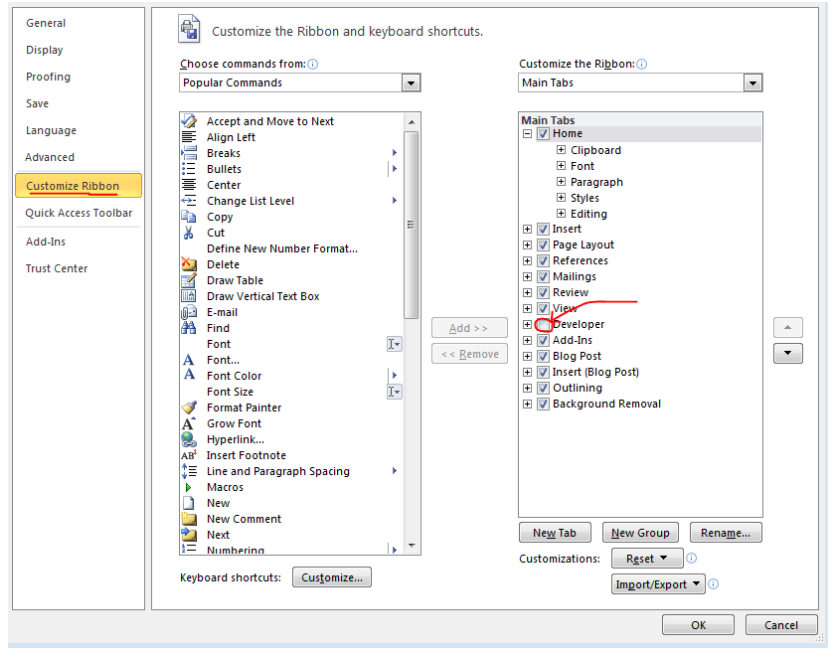 General
Display
Proofing
Save
Language
Advanced
Customize Ribbon
Quick Access Toolbar
Add-Ins
Trust Center
Customize the Ribbon and keyboard shortcuts.
Choose commands from:
Popular Commands
Accept and Move to Next
Align Left
Breaks
Bullets
Center
Change List Level
Copy
Cut
Define New Number Format...
Delete
Draw Table
Draw Vertical Text Box
E-mail
Find
Font
Font...
Font Color
Font Size
Format Painter
Grow Font
Hyperlink...
Insert Footnote
Line and Paragraph Spacing
Macros
New
New Comment
Next
Numbering
Keyboard shortcuts: Customize...
Add >>
<< Remove
Customize the Ribbon:
Main Tabs
Main Tabs
Home
Clipboard
Font
Paragraph
Styles
Editing
Insert
Page Layout
References
Mailings
Review
View
Developer
Add-Ins
Blog Post
Insert (Blog Post)
Outlining
Background Removal
New Tab New Group Rename...
Customizations: Reset
Import/Export
OK Cancel